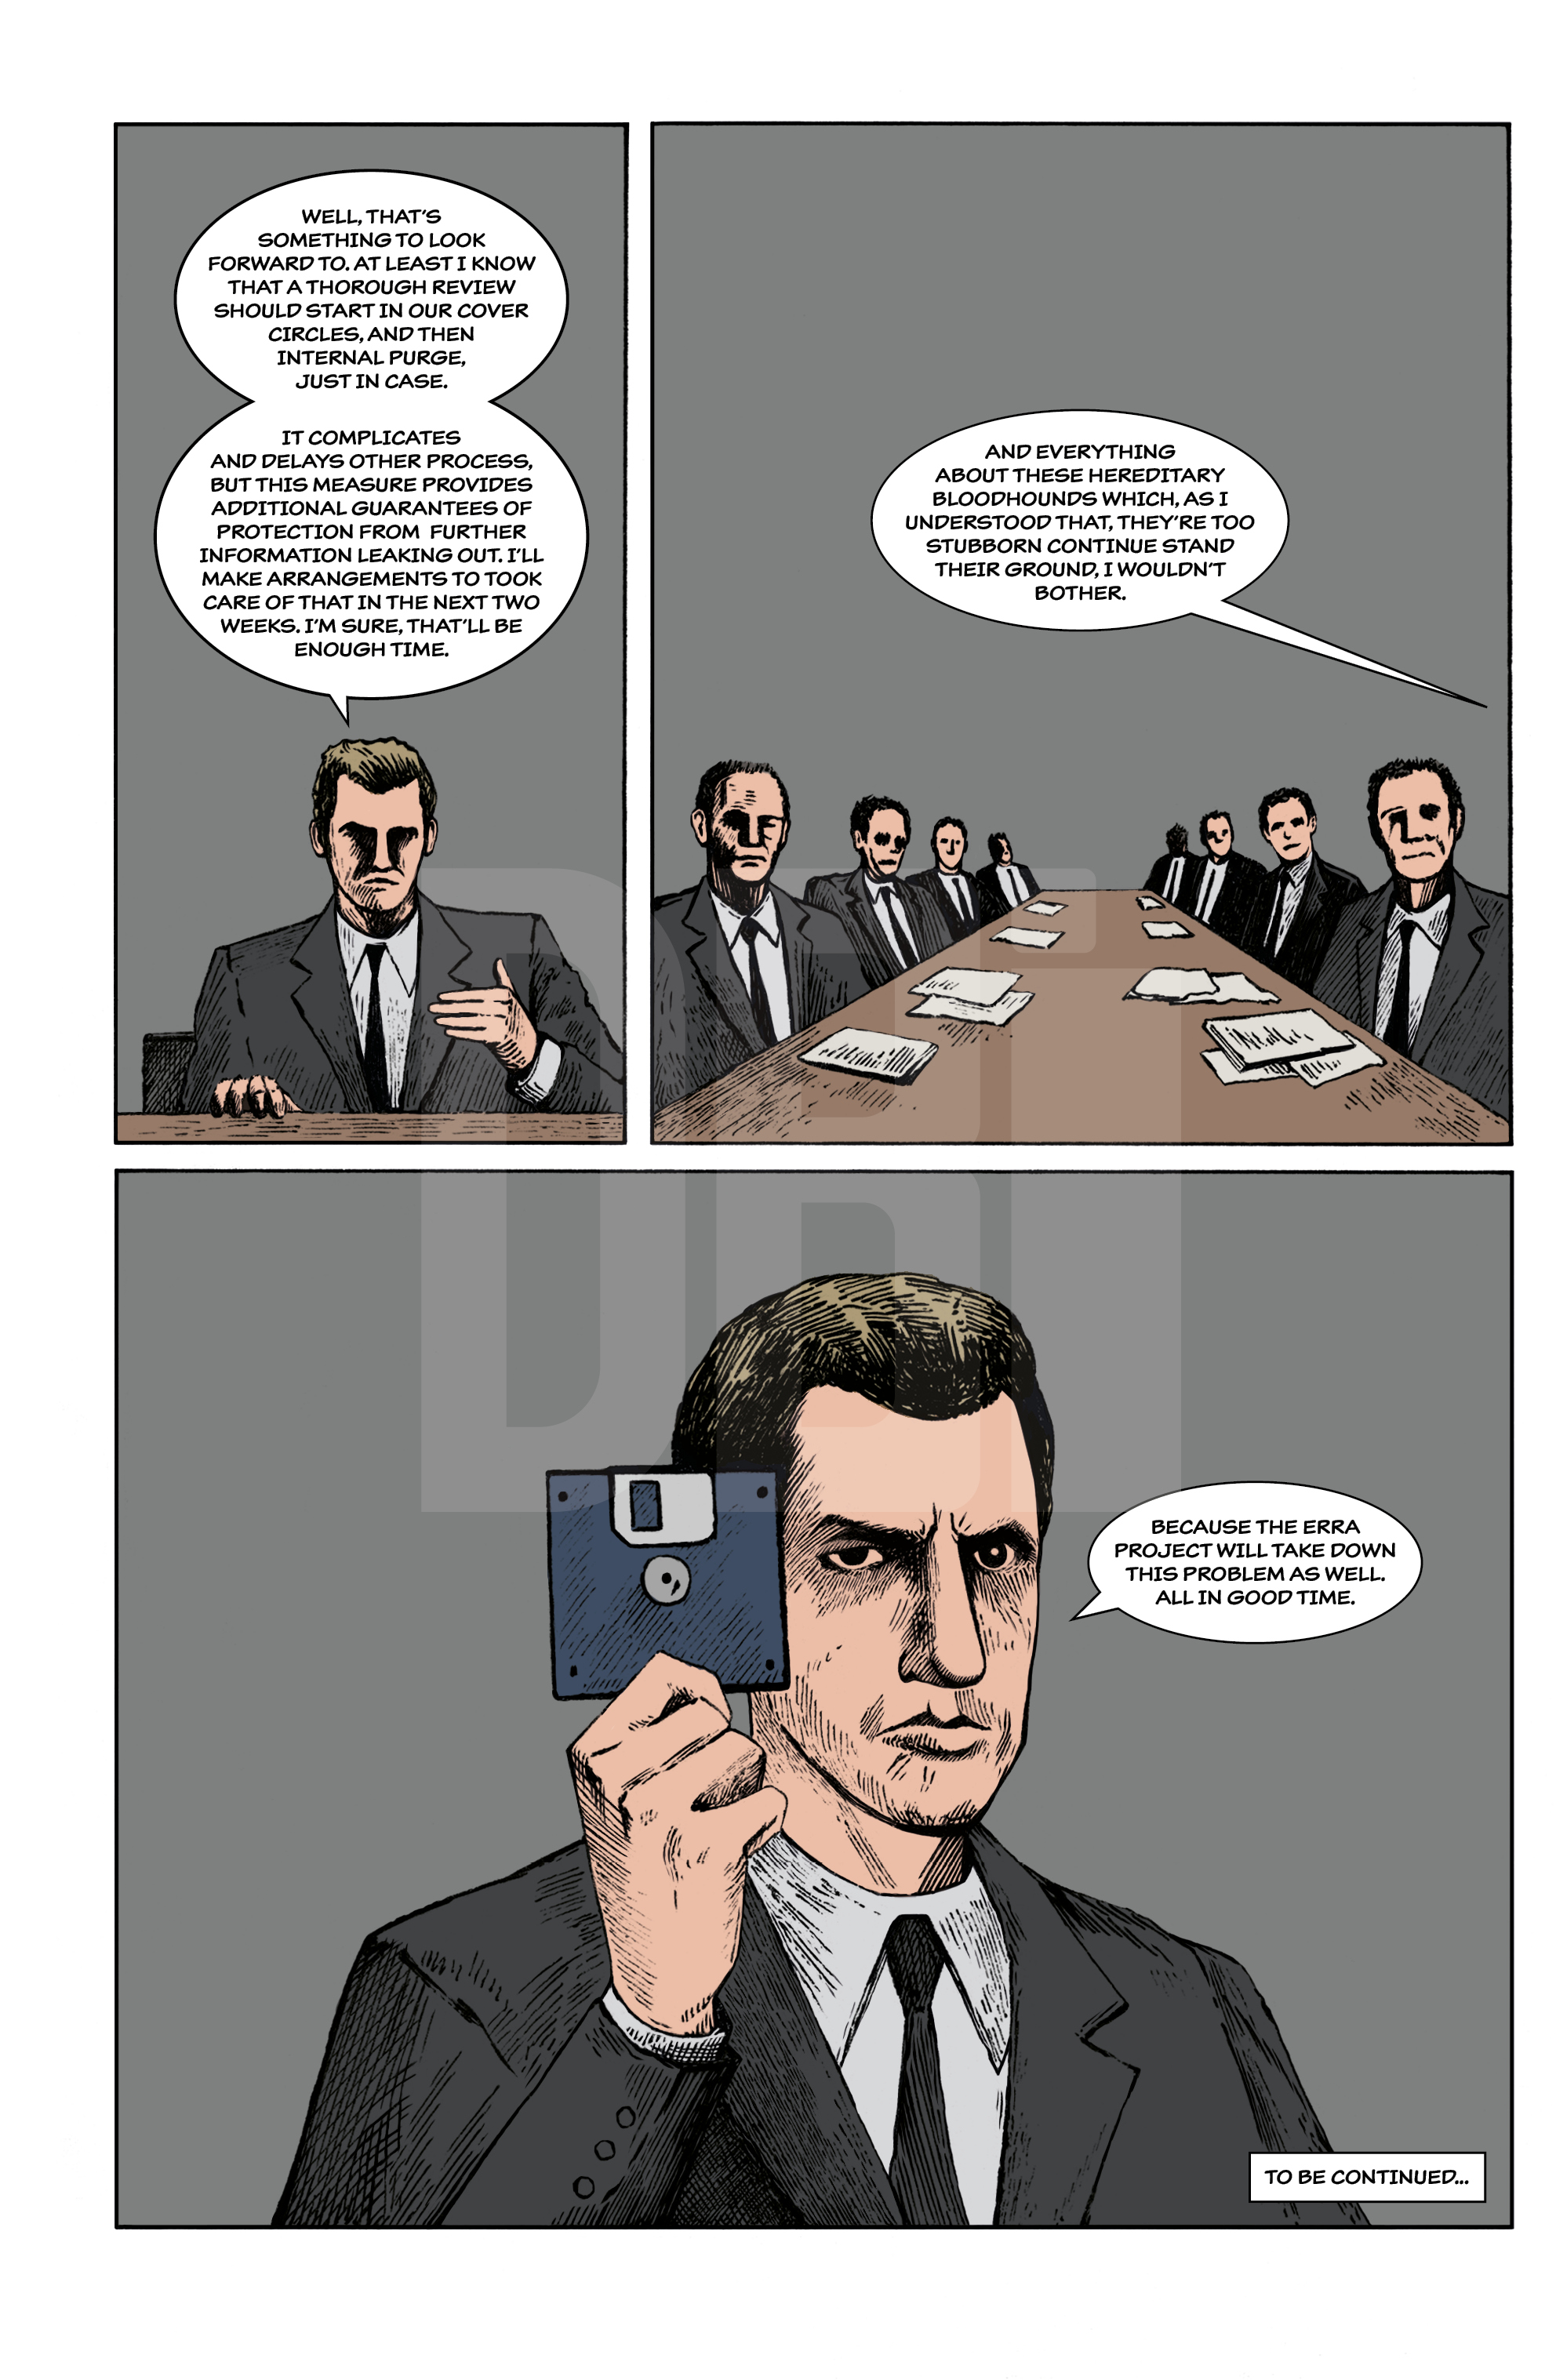 WELL, THAT'S
SOMETHING TO LOOK
FORWARD TO. AT LEAST I KNOW
THAT A THOROUGH REVIEW
SHOULD START IN OUR COVER
CIRCLES, AND THEN
INTERNAL PURGE,
JUST IN CASE.
IT COMPLICATES
AND DELAYS OTHER PROCESS,
BUT THIS MEASURE PROVIDES
ADDITIONAL GUARANTEES OF
PROTECTION FROM FURTHER
INFORMATION LEAKING OUT. I'LL
MAKE ARRANGEMENTS TO TOOK
CARE OF THAT IN THE NEXT TWO
WEEKS. I'M SURE, THAT'LL BE
ENOUGH TIME.
AND EVERYTHING
ABOUT THESE HEREDITARY
BLOODHOUNDS WHICH, AS I
UNDERSTOOD THAT, THEY'RE TOO
STUBBORN CONTINUE STAND
THEIR GROUND, I WOULDN'T
BOTHER.
BECAUSE THE ERRA
PROJECT WILL TAKE DOWN
THIS PROBLEM AS WELL.
ALL IN GOOD TIME.
TO BE CONTINUED...